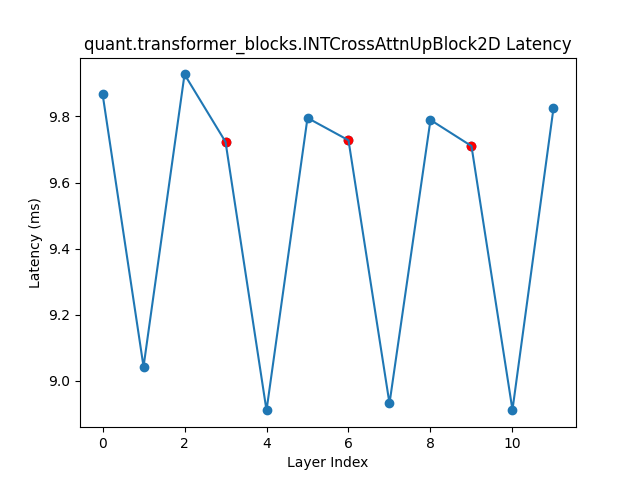 quant.transformer_blocks.INTCrossAttnUpBlock2D Latency
9.8
9.6
9.4
9.2
9.0
Latency (ms)
0 2 4 6 8 10
Layer Index